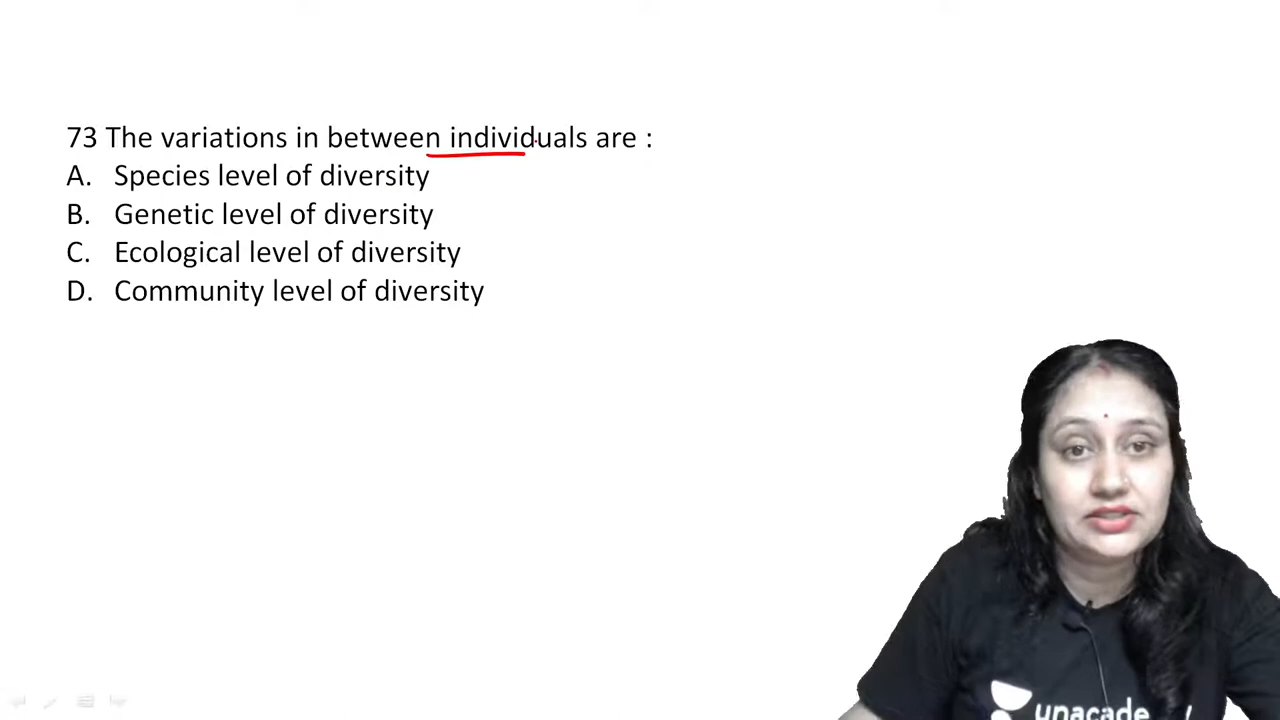 73 The variations in between individuals are :
A. Species level of diversity
B. Genetic level of diversity
C. Ecological level of diversity
D. Community level of diversity
unacade